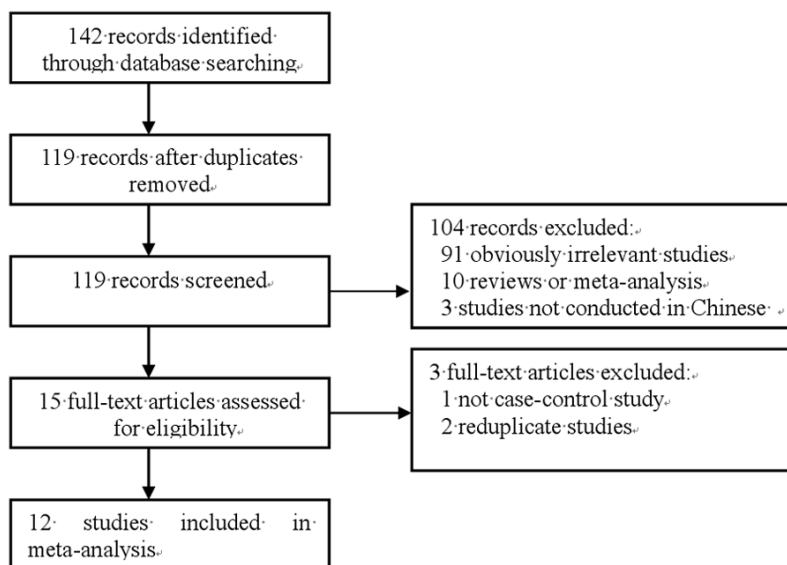 142 records identified
through database searching
119 records after duplicates
removed
119 records screened
104 records excluded:
91 obviously irrelevant studies
10 reviews or meta-analysis
3 studies not conducted in Chinese
15 full-text articles assessed
for eligibility
3 full-text articles excluded:
1 not case-control study
2 reduplicate studies
12 studies included in
meta-analysis